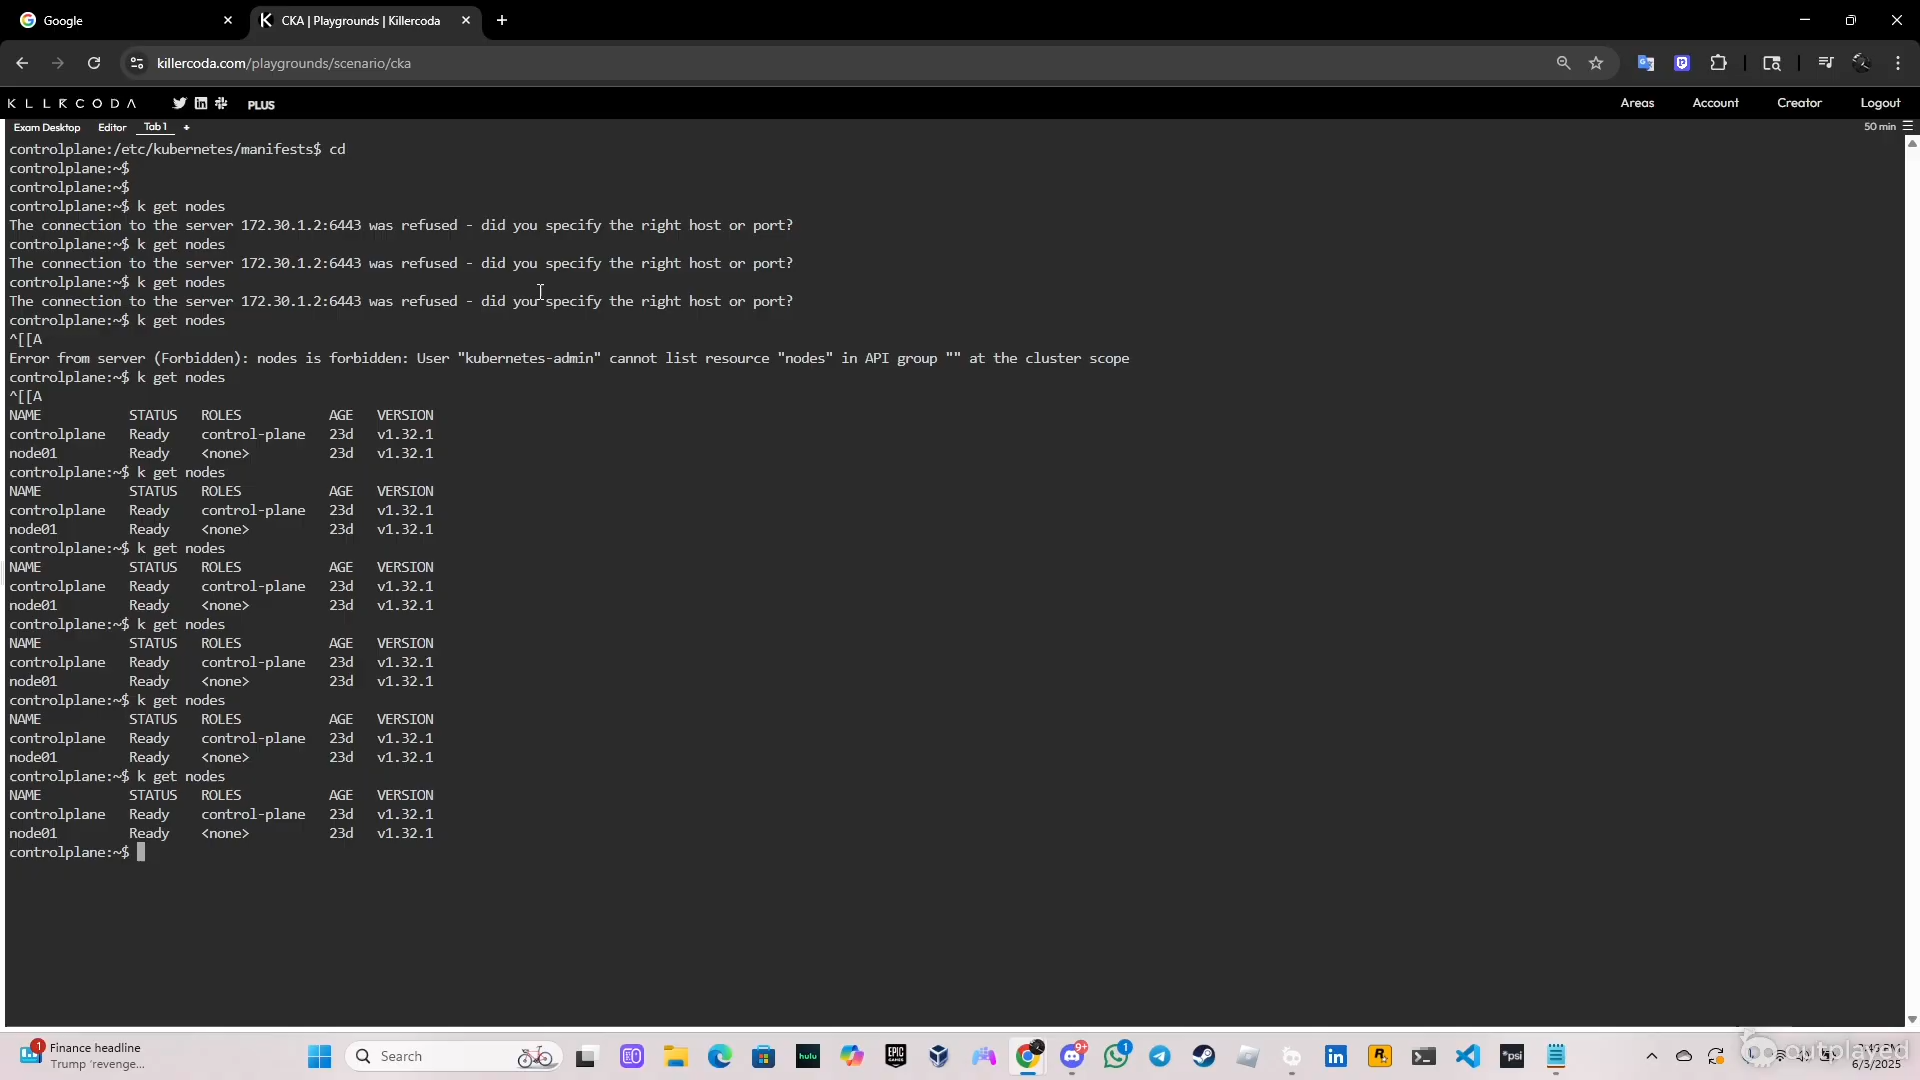 Google
CKA | Playgrounds | Killercoda
killercoda.com/playgrounds/scenario/cka
KILLERCODA
PLUS
Areas Account Creator Logout
Exam Desktop Editor Tab 1 +
50 min
controlplane:/etc/kubernetes/manifests$ cd
controlplane:~$
controlplane:~$
controlplane:~$ k get nodes
The connection to the server 172.30.1.2:6443 was refused - did you specify the right host or port?
controlplane:~$ k get nodes
The connection to the server 172.30.1.2:6443 was refused - did you specify the right host or port?
controlplane:~$ k get nodes
The connection to the server 172.30.1.2:6443 was refused - did you specify the right host or port?
controlplane:~$ k get nodes
^[[A
Error from server (Forbidden): nodes is forbidden: User "kubernetes-admin" cannot list resource "nodes" in API group "" at the cluster scope
controlplane:~$ k get nodes
^[[A
NAME STATUS ROLES AGE VERSION
controlplane Ready control-plane 23d v1.32.1
node01 Ready <none> 23d v1.32.1
controlplane:~$ k get nodes
NAME STATUS ROLES AGE VERSION
controlplane Ready control-plane 23d v1.32.1
node01 Ready <none> 23d v1.32.1
controlplane:~$ k get nodes
NAME STATUS ROLES AGE VERSION
controlplane Ready control-plane 23d v1.32.1
node01 Ready <none> 23d v1.32.1
controlplane:~$ k get nodes
NAME STATUS ROLES AGE VERSION
controlplane Ready control-plane 23d v1.32.1
node01 Ready <none> 23d v1.32.1
controlplane:~$ k get nodes
NAME STATUS ROLES AGE VERSION
controlplane Ready control-plane 23d v1.32.1
node01 Ready <none> 23d v1.32.1
controlplane:~$ k get nodes
NAME STATUS ROLES AGE VERSION
controlplane Ready control-plane 23d v1.32.1
node01 Ready <none> 23d v1.32.1
controlplane:~$
1
Finance headline
Trump 'revenge...
Search
hulu
EPIC GAMES
9+
1
*psi
outplayed
6/3/2025